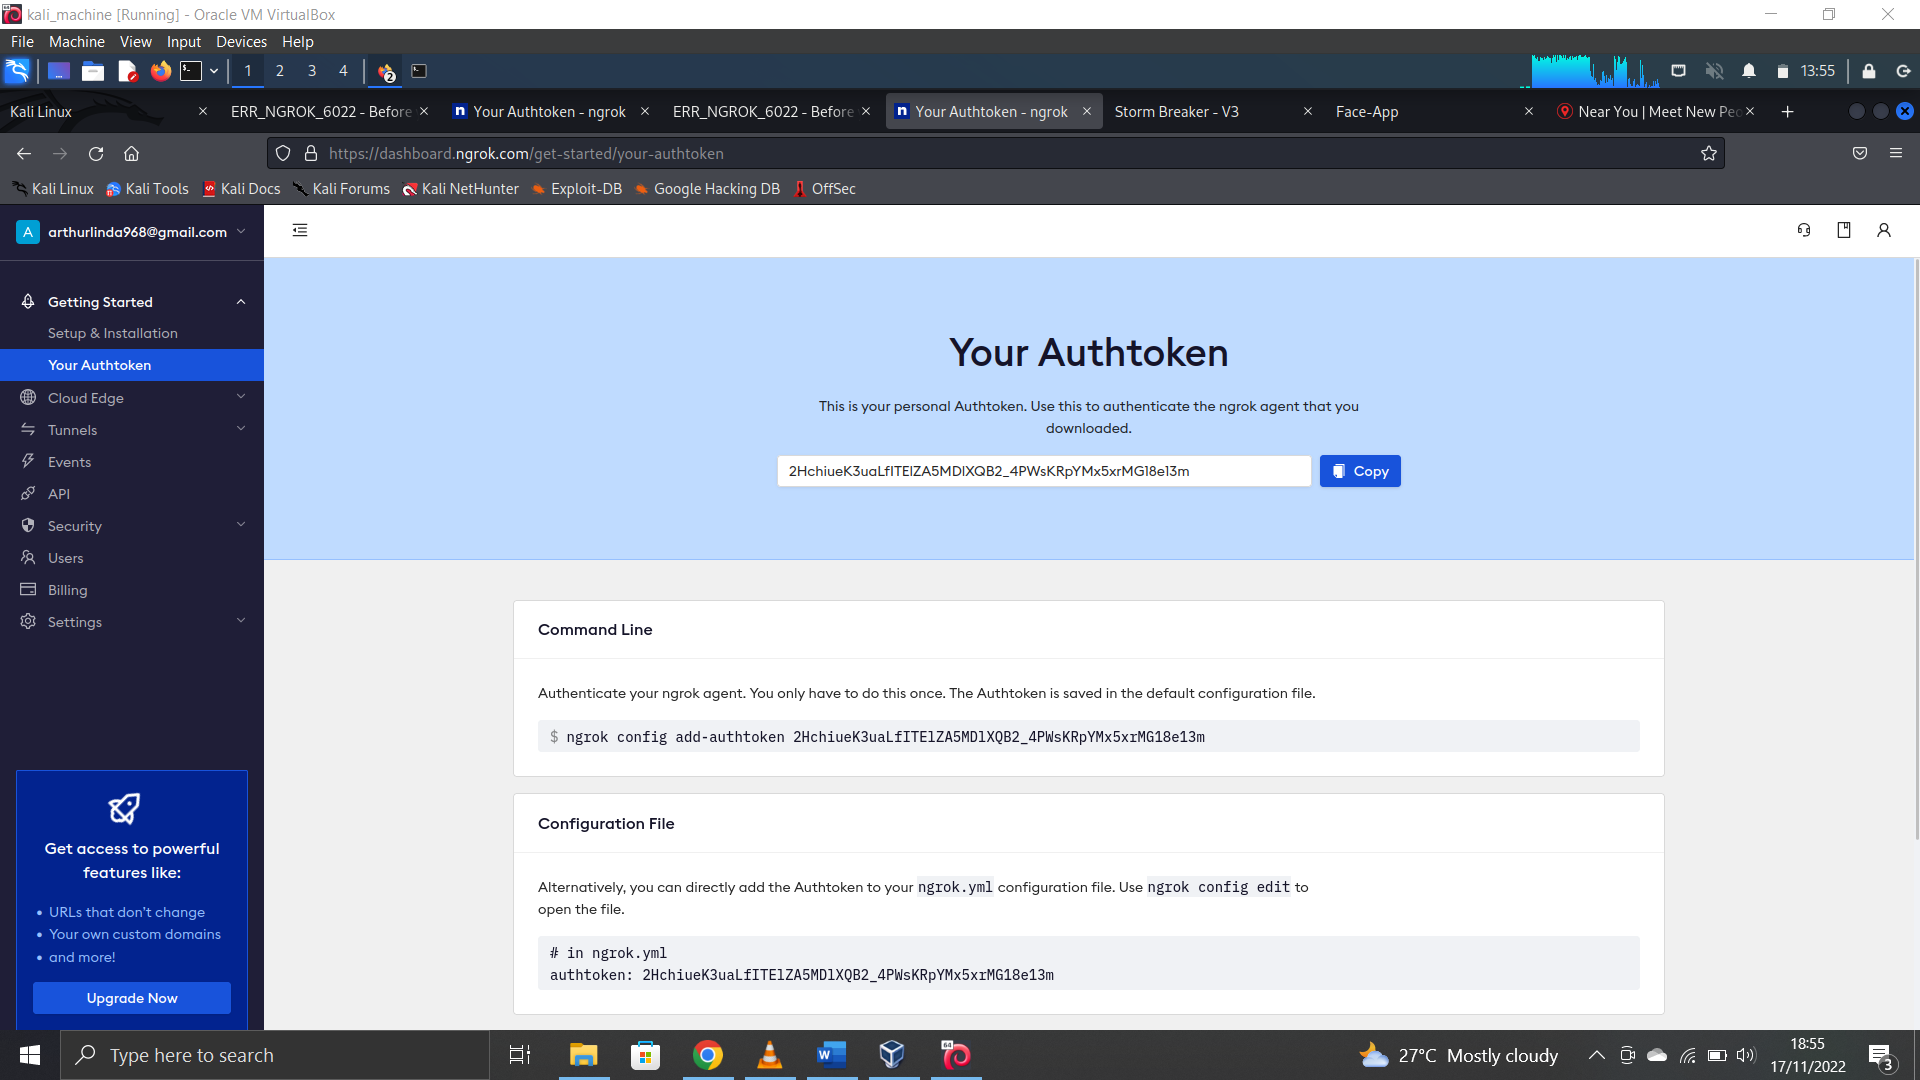 kali_machine [Running] - Oracle VM VirtualBox
File Machine View Input Devices Help
1 2 3 4 2 13:55
Kali Linux ERR_NGROK_6022 - Before Your Authtoken - ngrok ERR_NGROK_6022 - Before Your Authtoken - ngrok Storm Breaker - V3 Face-App Near You | Meet New Peo
https://dashboard.ngrok.com/get-started/your-authtoken
Kali Linux Kali Tools Kali Docs Kali Forums Kali NetHunter Exploit-DB Google Hacking DB OffSec
A arthurlinda968@gmail.com
Getting Started
Setup & Installation
Your Authtoken
Cloud Edge
Tunnels
Events
API
Security
Users
Billing
Settings
Get access to powerful
features like:
• URLs that don't change
• Your own custom domains
• and more!
Upgrade Now
Your Authtoken
This is your personal Authtoken. Use this to authenticate the ngrok agent that you
downloaded.
2HchiueK3uaLfITElZA5MDlXQB2_4PWsKRpYMx5xrMG18e13m Copy
Command Line
Authenticate your ngrok agent. You only have to do this once. The Authtoken is saved in the default configuration file.
$ ngrok config add-authtoken 2HchiueK3uaLfITElZA5MDlXQB2_4PWsKRpYMx5xrMG18e13m
Configuration File
Alternatively, you can directly add the Authtoken to your ngrok.yml configuration file. Use ngrok config edit to
open the file.
# in ngrok.yml
authtoken: 2HchiueK3uaLfITElZA5MDlXQB2_4PWsKRpYMx5xrMG18e13m
Type here to search
27°C Mostly cloudy
18:55
17/11/2022
3